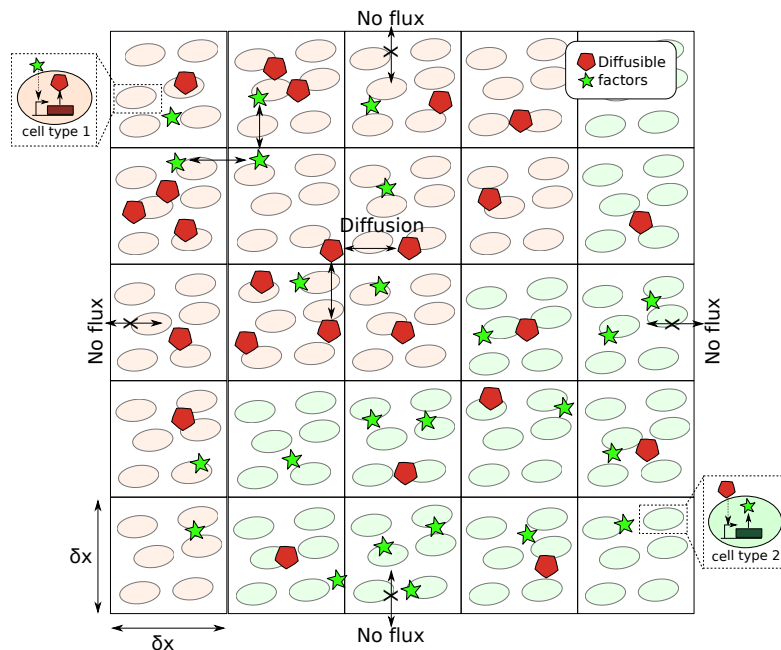 No flux
Diffusible
factors
cell type 1
Diffusion
No flux
No flux
δx
cell type 2
δx
No flux